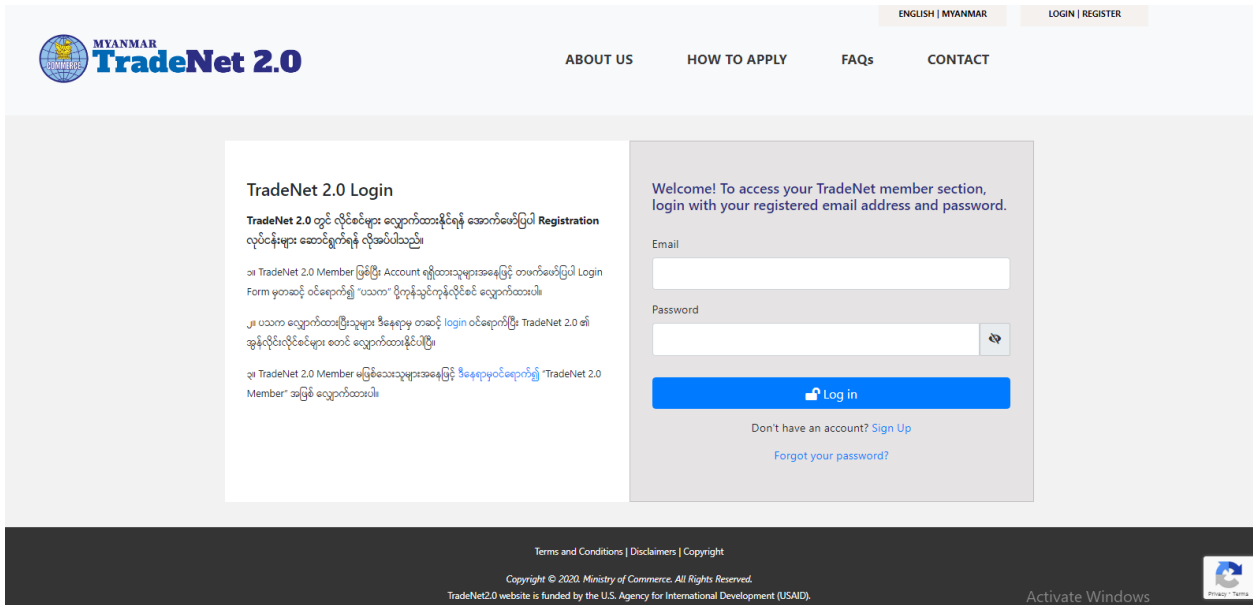 ENGLISH | MYANMAR
LOGIN | REGISTER
COMMERCE
MYANMAR
TradeNet 2.0
ABOUT US
HOW TO APPLY
FAQs
CONTACT
TradeNet 2.0 Login
TradeNet 2.0 တွင် လိုင်စင်များ လျှောက်ထားနိုင်ရန် အောက်ဖော်ပြပါ Registration
လုပ်ငန်းများ ဆောင်ရွက်ရန် လိုအပ်ပါသည်။
၁။ TradeNet 2.0 Member ဖြစ်ပြီး Account ရရှိထားသူများအနေဖြင့် တဖက်ဖော်ပြပါ Login
Form မှတဆင့် ဝင်ရောက်၍ "ပသက" ပို့ကုန်သွင်းကုန်လိုင်စင် လျှောက်ထားပါ။
၂။ ပသက လျှောက်ထားပြီးသူများ ဒီနေရာမှ တဆင့် login ဝင်ရောက်ပြီး TradeNet 2.0 ၏
အွန်လိုင်းလိုင်စင်များ စတင် လျှောက်ထားနိုင်ပါပြီ။
၃။ TradeNet 2.0 Member မဖြစ်သေးသူများအနေဖြင့် ဒီနေရာမှဝင်ရောက်၍ "TradeNet 2.0
Member" အဖြစ် လျှောက်ထားပါ။
Welcome! To access your TradeNet member section,
login with your registered email address and password.
Email
Password
Log in
Don't have an account? Sign Up
Forgot your password?
Terms and Conditions | Disclaimers | Copyright
Copyright © 2020. Ministry of Commerce. All Rights Reserved.
TradeNet2.0 website is funded by the U.S. Agency for International Development (USAID).
Activate Windows
Privacy - Terms